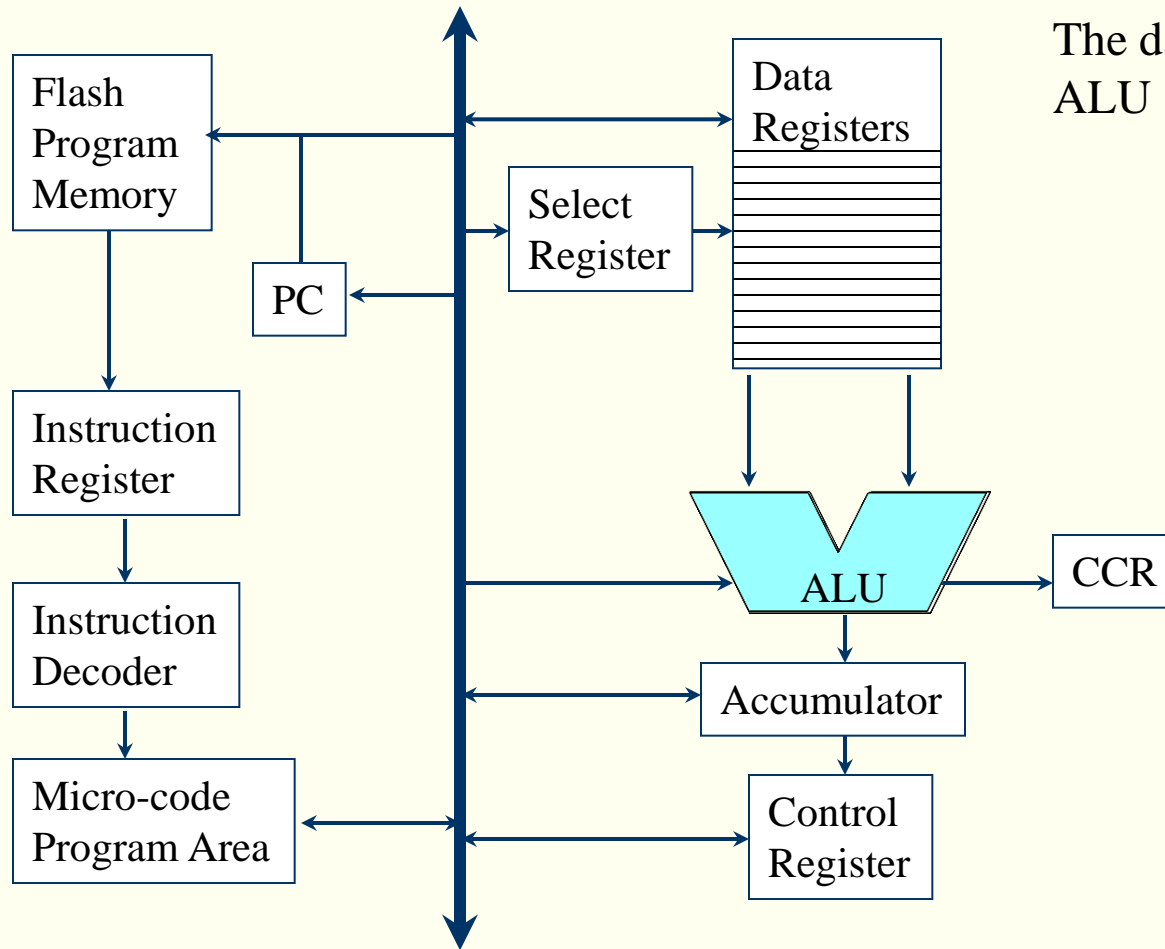 The d
ALU
Flash
Program
Memory
Data
Registers
Select
Register
PC
Instruction
Register
ALU
CCR
Instruction
Decoder
Accumulator
Micro-code
Program Area
Control
Register